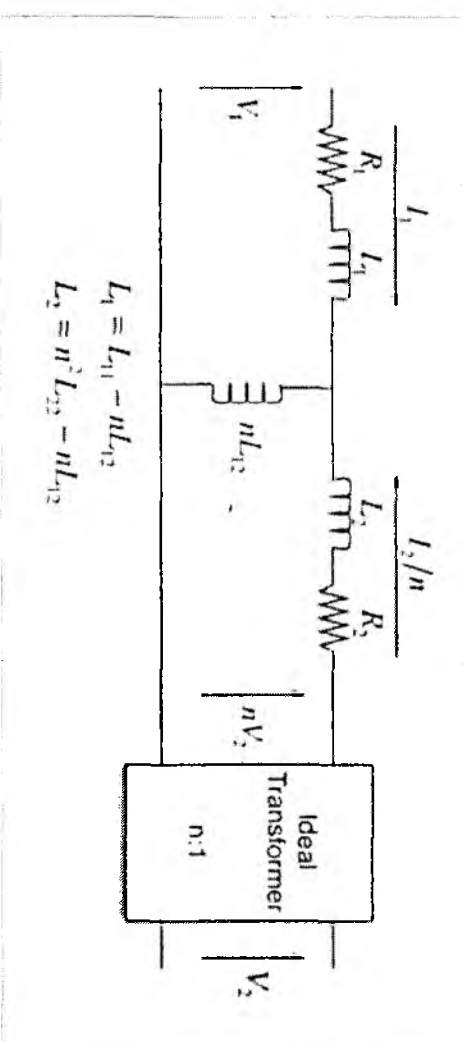 I₁
I₂/n
R₁
L₁
L₂
R₂
V₁
nL₁₂
nV₂
Ideal
Transformer
n:1
V₂
L₁ = L₁₁ − nL₁₂
L₂ = n²L₂₂ − nL₁₂